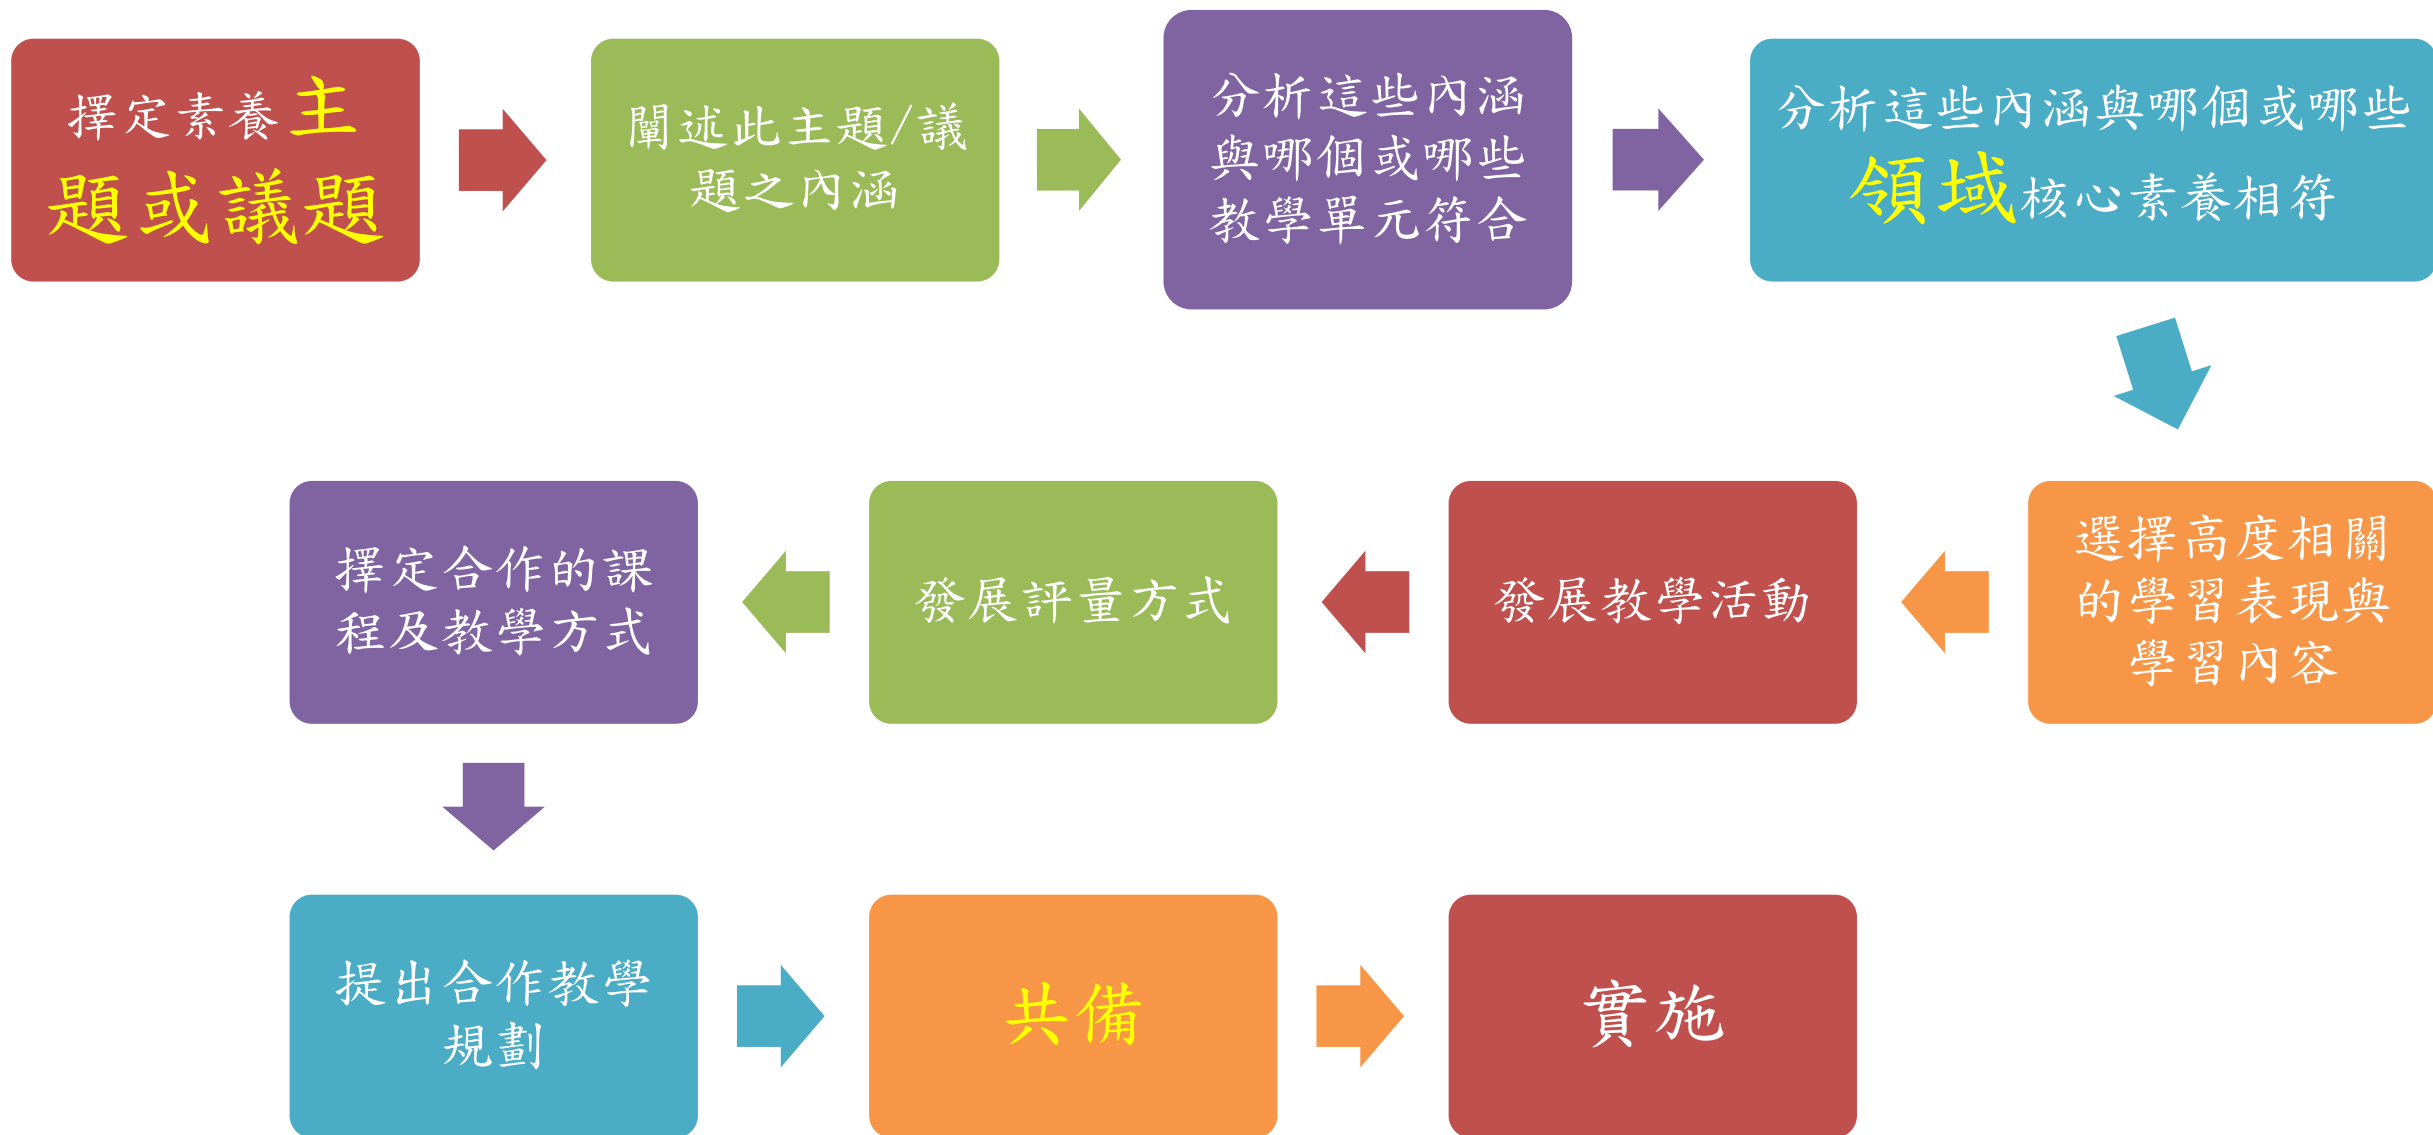 擇定素養主
題或議題
闡述此主題/議
題之內涵
分析這些內涵
與哪個或哪些
教學單元符合
分析這些內涵與哪個或哪些
領域核心素養相符
選擇高度相關
的學習表現與
學習內容
發展教學活動
發展評量方式
擇定合作的課
程及教學方式
提出合作教學
規劃
共備
實施